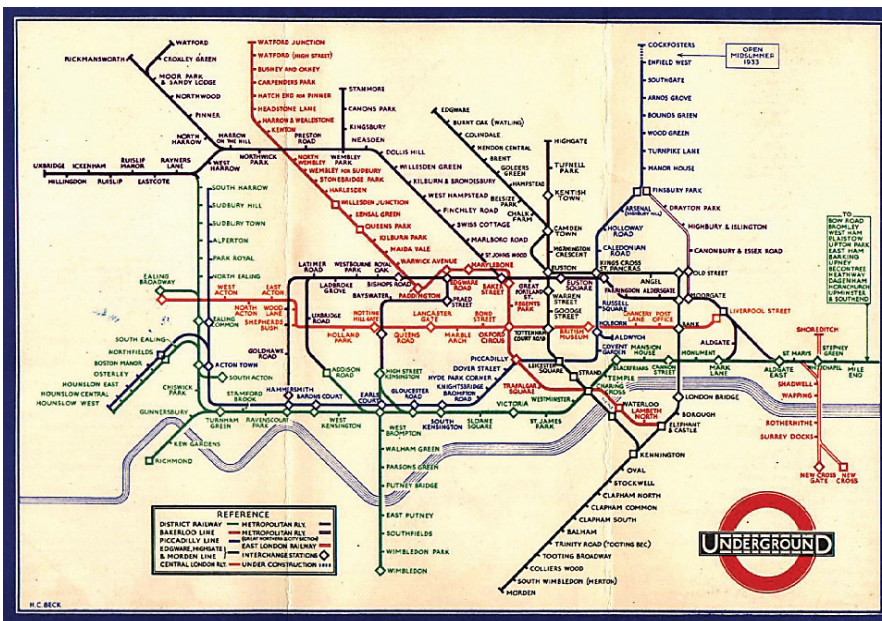 WATFORD
CROXLEY GREEN
RICKMANSWORTH
MOOR PARK
& SANDY LODGE
NORTHWOOD
PINNER
NORTH
HARROW
HARROW
ON THE HILL
WEST
HARROW
RAYNERS
LANE
UXBRIDGE
ICKENHAM
RUISLIP
MANOR
HILLINGDON
RUISLIP
EASTCOTE
WATFORD JUNCTION
WATFORD (HIGH STREET)
BUSHEY AND OXHEY
CARPENDERS PARK
HATCH END FOR PINNER
HEADSTONE LANE
HARROW & WEALDSTONE
KENTON
NORTHWICK
PARK
PRESTON
ROAD
WEMBLEY
PARK
NORTH
WEMBLEY
WEMBLEY FOR SUDBURY
STONEBRIDGE PARK
HARLESDEN
WILLESDEN JUNCTION
KENSAL GREEN
QUEENS PARK
KILBURN PARK
MAIDA VALE
WARWICK AVENUE
STANMORE
CANONS PARK
KINGSBURY
NEASDEN
DOLLIS HILL
WILLESDEN GREEN
KILBURN & BRONDESBURY
WEST HAMPSTEAD
FINCHLEY ROAD
SWISS COTTAGE
MARLBORO ROAD
ST JOHNS WOOD
EDGWARE
BURNT OAK (WATLING)
COLINDALE
HENDON CENTRAL
BRENT
GOLDERS
GREEN
HAMPSTEAD
BELSIZE
PARK
CHALK
FARM
HIGHGATE
TUFNELL
PARK
KENTISH
TOWN
CAMDEN
TOWN
MORNINGTON
CRESCENT
EUSTON
COCKFOSTERS
ENFIELD WEST
OPEN
MIDSUMMER
1933
SOUTHGATE
ARNOS GROVE
BOUNDS GREEN
WOOD GREEN
TURNPIKE LANE
MANOR HOUSE
FINSBURY PARK
ARSENAL
(HIGHBURY HILL)
DRAYTON PARK
HOLLOWAY
ROAD
HIGHBURY & ISLINGTON
CALEDONIAN
ROAD
CANONBURY & ESSEX ROAD
KINGS CROSS
ST. PANCRAS
ANGEL
OLD STREET
TO
BOW ROAD
BROMLEY
WEST HAM
PLAISTOW
UPTON PARK
EAST HAM
BARKING
UPNEY
BECONTREE
HEATHWAY
DAGENHAM
HORNCHURCH
UPMINSTER
& SOUTHEND
SOUTH HARROW
SUDBURY HILL
SUDBURY TOWN
ALPERTON
PARK ROYAL
NORTH EALING
EALING
BROADWAY
WEST
ACTON
EAST
ACTON
NORTH
ACTON
WOOD
LANE
SHEPHERDS
BUSH
EALING
COMMON
LATIMER
ROAD
LADBROKE
GROVE
WESTBOURNE
PARK
ROYAL
OAK
BISHOPS ROAD
BAYSWATER
PADDINGTON
MARYLEBONE
EDGWARE
ROAD
PRAED
STREET
BAKER
STREET
GREAT
PORTLAND
ST.
REGENTS
PARK
EUSTON
SQUARE
WARREN
STREET
GOODGE
STREET
RUSSELL
SQUARE
FARRINGDON
ALDERSGATE
MOORGATE
LIVERPOOL STREET
UXBRIDGE
ROAD
HOLLAND
PARK
NOTTING
HILL GATE
QUEENS
ROAD
LANCASTER
GATE
MARBLE
ARCH
BOND
STREET
OXFORD
CIRCUS
TOTTENHAM
COURT ROAD
BRITISH
MUSEUM
HOLBORN
CHANCERY
LANE
POST
OFFICE
BANK
ALDWYCH
COVENT
GARDEN
ALDGATE
SHOREDITCH
SOUTH EALING
NORTHFIELDS
BOSTON MANOR
OSTERLEY
HOUNSLOW EAST
HOUNSLOW CENTRAL
HOUNSLOW WEST
ACTON TOWN
SOUTH ACTON
CHISWICK
PARK
GOLDHAWK
ROAD
HAMMERSMITH
ADDISON
ROAD
HIGH STREET
KENSINGTON
PICCADILLY
DOVER STREET
HYDE PARK CORNER
KNIGHTSBRIDGE
BROMPTON
ROAD
GLOUCESTER
ROAD
LEICESTER
SQUARE
STRAND
TRAFALGAR
SQUARE
WESTMINSTER
CHARING
CROSS
TEMPLE
BLACKFRIARS
MANSION
HOUSE
CANNON
STREET
MONUMENT
MARK
LANE
ALDGATE
EAST
ST MARYS
STEPNEY
GREEN
WHITECHAPEL
MILE
END
SHADWELL
WAPPING
ROTHERHITHE
SURREY DOCKS
NEW CROSS
GATE
NEW
CROSS
GUNNERSBURY
KEW GARDENS
RICHMOND
STAMFORD
BROOK
TURNHAM
GREEN
RAVENSCOURT
PARK
BARONS COURT
WEST
KENSINGTON
EARLS
COURT
SOUTH
KENSINGTON
SLOANE
SQUARE
VICTORIA
ST. JAMES
PARK
WATERLOO
LAMBETH
NORTH
ELEPHANT
& CASTLE
LONDON BRIDGE
BOROUGH
KENNINGTON
OVAL
STOCKWELL
CLAPHAM NORTH
CLAPHAM COMMON
CLAPHAM SOUTH
BALHAM
TRINITY ROAD (TOOTING BEC)
TOOTING BROADWAY
COLLIERS WOOD
SOUTH WIMBLEDON (MERTON)
MORDEN
WEST
BROMPTON
WALHAM GREEN
PARSONS GREEN
PUTNEY BRIDGE
EAST PUTNEY
SOUTHFIELDS
WIMBLEDON PARK
WIMBLEDON
REFERENCE
DISTRICT RAILWAY
METROPOLITAN RLY.
BAKERLOO LINE
METROPOLITAN RLY.
(GREAT NORTHERN & CITY SECTION)
PICCADILLY LINE
EAST LONDON RAILWAY
EDGWARE, HIGHGATE
& MORDEN LINE
INTERCHANGE STATIONS
CENTRAL LONDON RLY.
UNDER CONSTRUCTION
UNDERGROUND
H.C. BECK